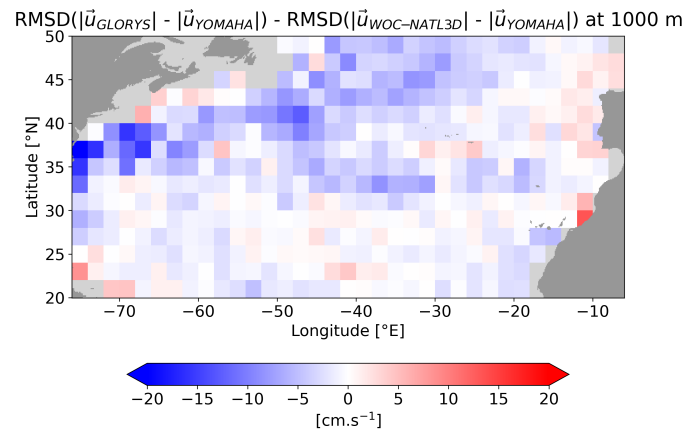 RMSD(|u⃗GLORYS| - |u⃗YOMAHA|) - RMSD(|u⃗WOC−NATL3D| - |u⃗YOMAHA|) at 1000 m
50
45
40
35
30
25
20
Latitude [°N]
−70 −60 −50 −40 −30 −20 −10
Longitude [°E]
−20 −15 −10 −5 0 5 10 15 20
[cm.s⁻¹]